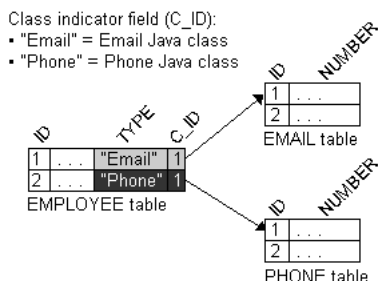 Class indicator field (C_ID):
▪ "Email" = Email Java class
▪ "Phone" = Phone Java class
ID NUMBER
1 . . .
2 . . .
EMAIL table
ID TYPE C_ID
1 . . . "Email" 1
2 . . . "Phone" 1
EMPLOYEE table
ID NUMBER
1 . . .
2 . . .
PHONE table